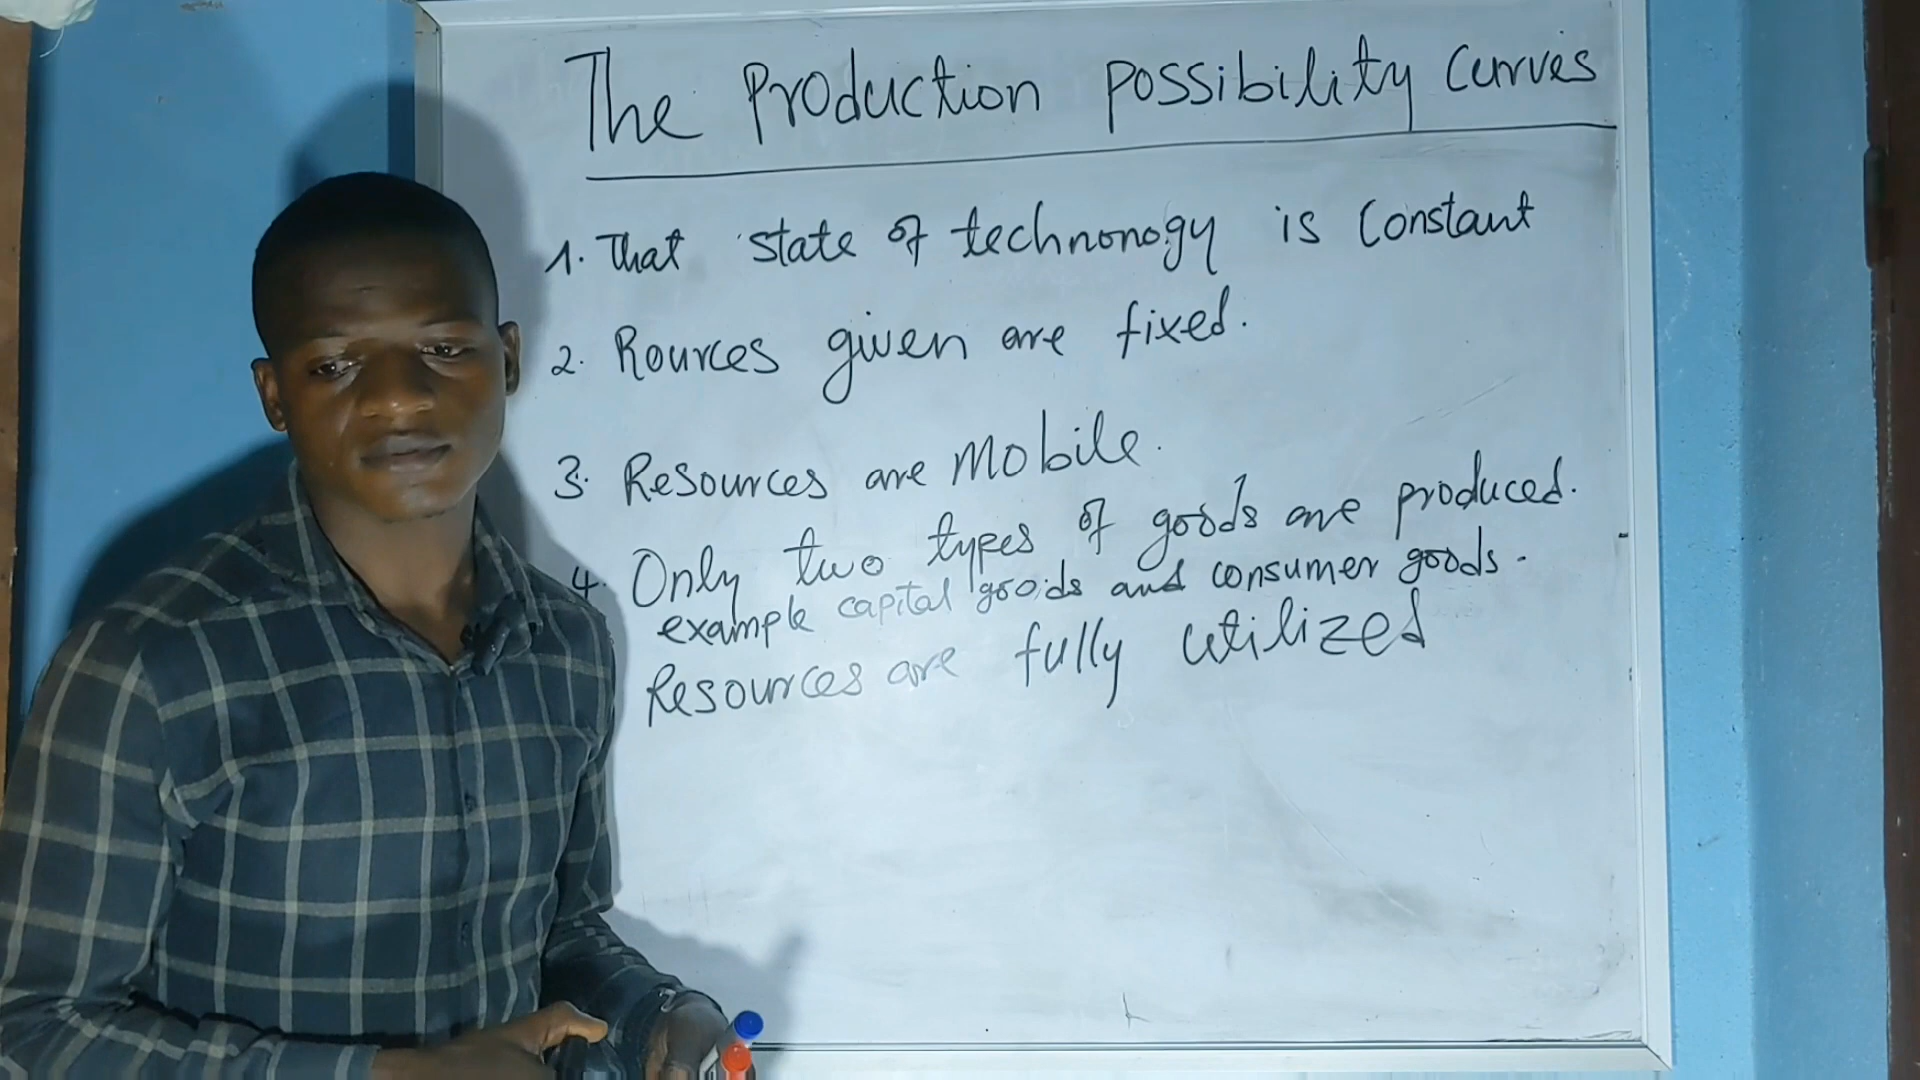 The Production Possibility Curves
1. That state of technonogy is Constant
2. Rources given are fixed.
3. Resources are Mobile.
4. Only two types of goods are produced.
example capital goods and consumer goods.
Resources are fully utilized